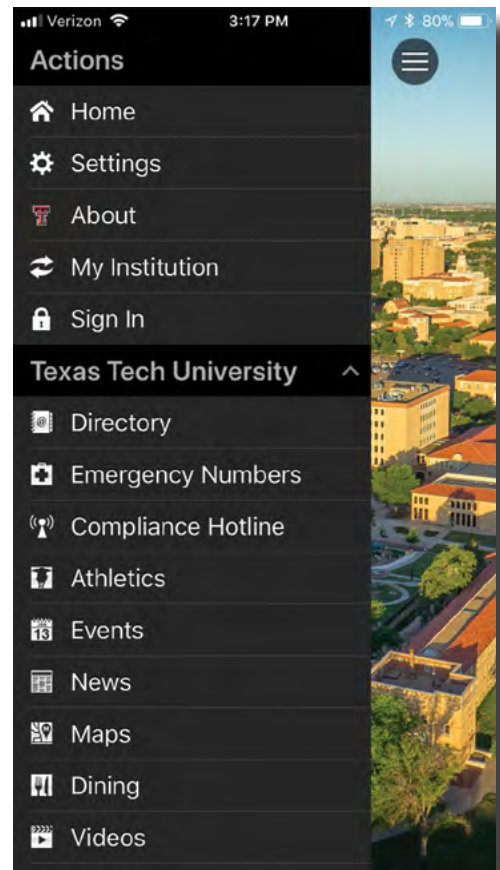 Verizon 3:17 PM 80%
Actions
Home
Settings
About
My Institution
Sign In
Texas Tech University
Directory
Emergency Numbers
Compliance Hotline
Athletics
13 Events
News
Maps
Dining
Videos